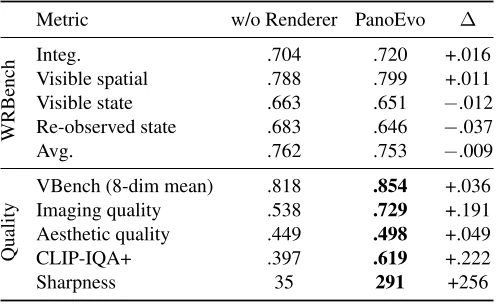 Metric w/o Renderer PanoEvo Δ
WRBench
Integ. .704 .720 +.016
Visible spatial .788 .799 +.011
Visible state .663 .651 −.012
Re-observed state .683 .646 −.037
Avg. .762 .753 −.009
Quality
VBench (8-dim mean) .818 .854 +.036
Imaging quality .538 .729 +.191
Aesthetic quality .449 .498 +.049
CLIP-IQA+ .397 .619 +.222
Sharpness 35 291 +256